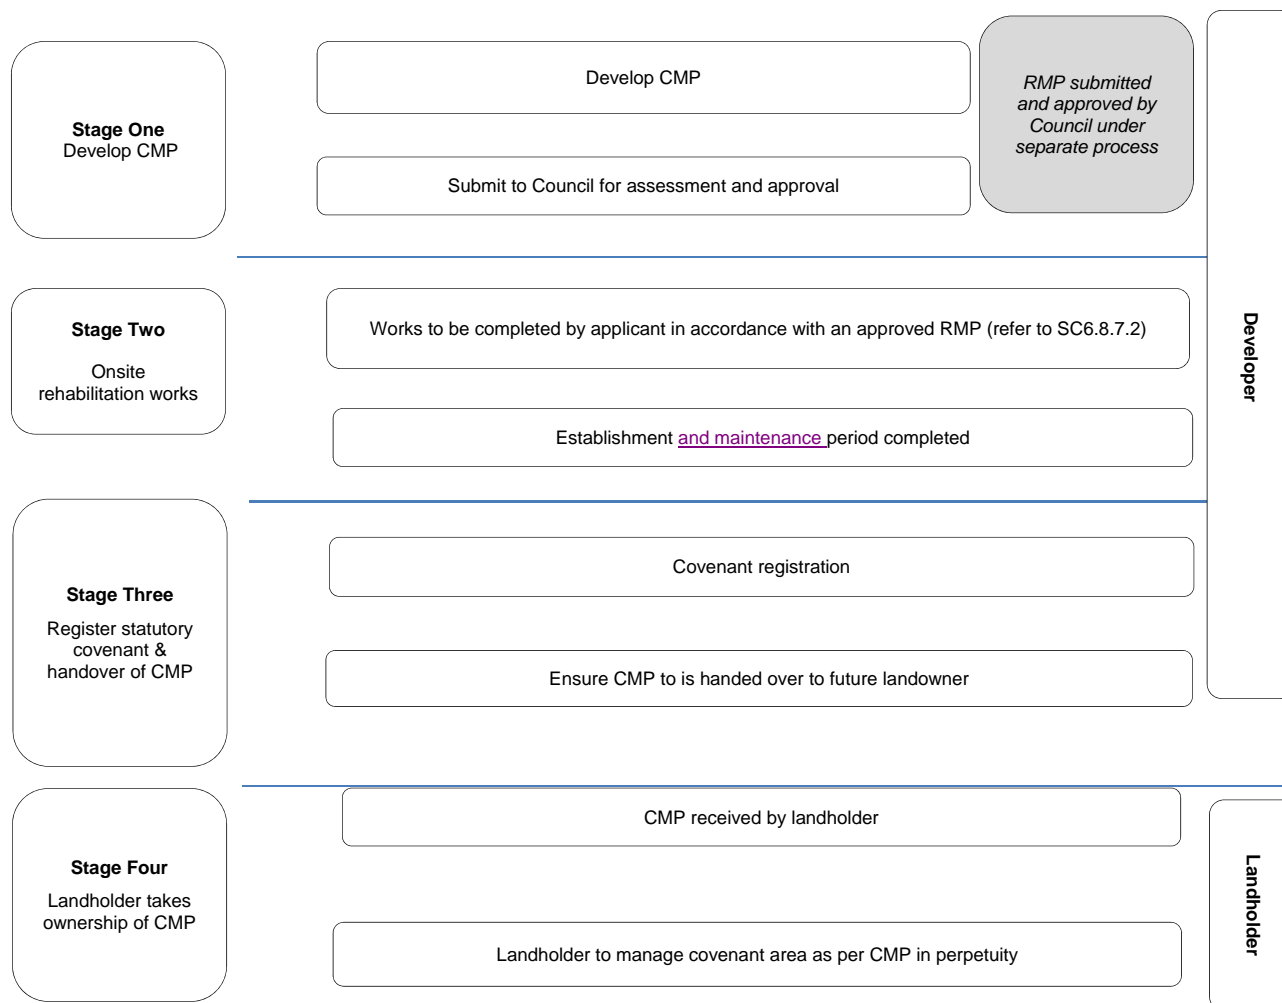 Stage One
Develop CMP
Develop CMP
Submit to Council for assessment and approval
RMP submitted
and approved by
Council under
separate process
Stage Two
Onsite
rehabilitation works
Works to be completed by applicant in accordance with an approved RMP (refer to SC6.8.7.2)
Establishment and maintenance period completed
Developer
Stage Three
Register statutory
covenant &
handover of CMP
Covenant registration
Ensure CMP to is handed over to future landowner
Stage Four
Landholder takes
ownership of CMP
CMP received by landholder
Landholder to manage covenant area as per CMP in perpetuity
Landholder